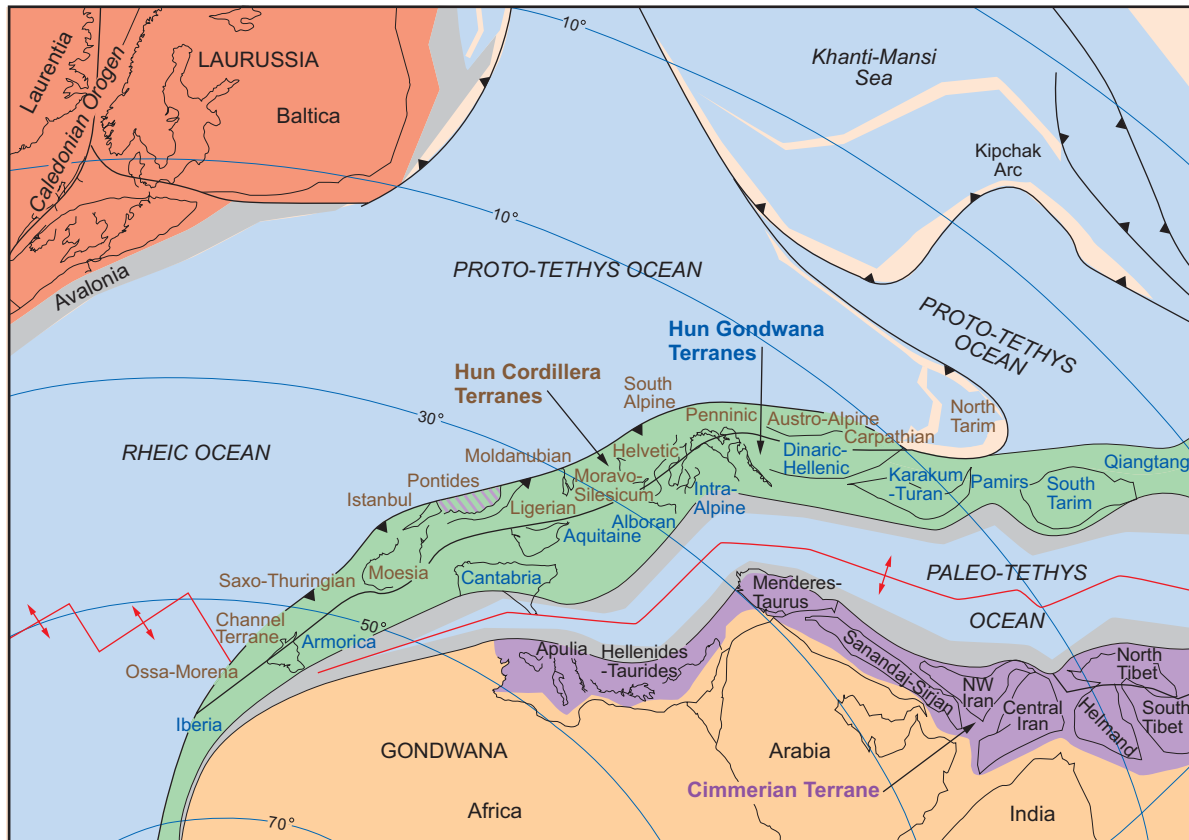 Laurentia
Caledonian Orogen
LAURUSSIA
Baltica
Avalonia
10°
Khanti-Mansi
Sea
Kipchak
Arc
10°
PROTO-TETHYS OCEAN
PROTO-TETHYS
OCEAN
Hun Gondwana
Terranes
Hun Cordillera
Terranes
South
Alpine
Penninic
Austro-Alpine
Carpathian
North
Tarim
30°
RHEIC OCEAN
Moldanubian
Helvetic
Dinaric-
Hellenic
Qiangtang
Pontides
Istanbul
Moravo-
Silesicum
Ligerian
Intra-
Alpine
Karakum
-Turan
Pamirs
South
Tarim
Alboran
Aquitaine
Saxo-Thuringian
Moesia
Cantabria
PALEO-TETHYS
OCEAN
Menderes-
Taurus
Channel
Terrane
Armorica
50°
Ossa-Morena
Apulia
Hellenides
-Taurides
Sanandaj-Sirjan
NW
Iran
Central
Iran
Helmand
North
Tibet
South
Tibet
Iberia
GONDWANA
Arabia
Cimmerian Terrane
Africa
India
70°